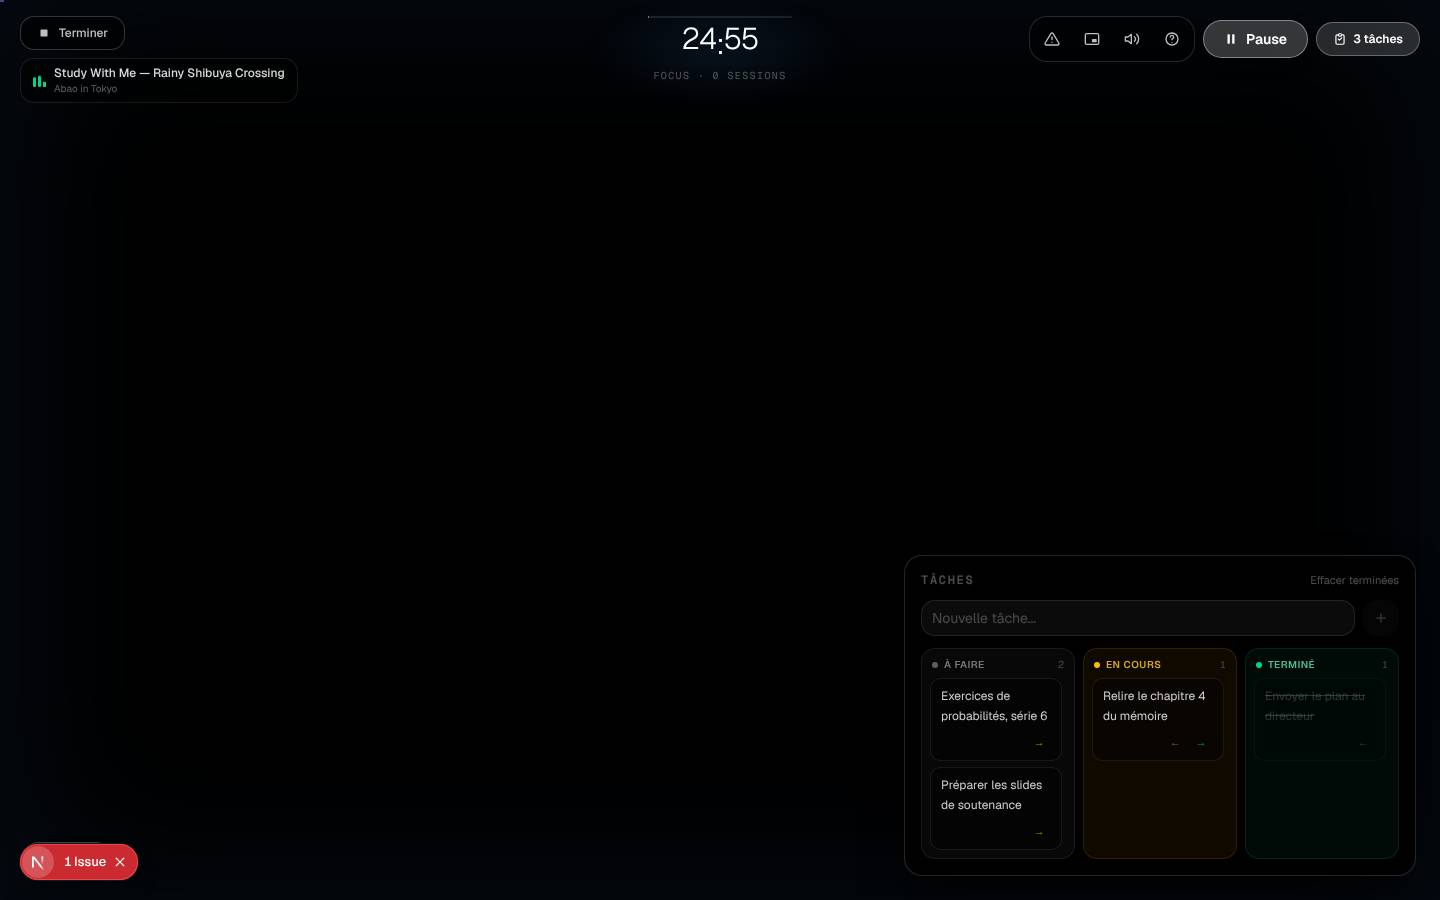 Terminer
Study With Me — Rainy Shibuya Crossing
Abao in Tokyo
24:55
FOCUS · 0 SESSIONS
Pause
3 tâches
TÂCHES
Effacer terminées
Nouvelle tâche...
+
À FAIRE 2
Exercices de
probabilités, série 6
→
Préparer les slides
de soutenance
→
EN COURS 1
Relire le chapitre 4
du mémoire
← →
TERMINÉ 1
Envoyer le plan au
directeur
←
N
1 Issue